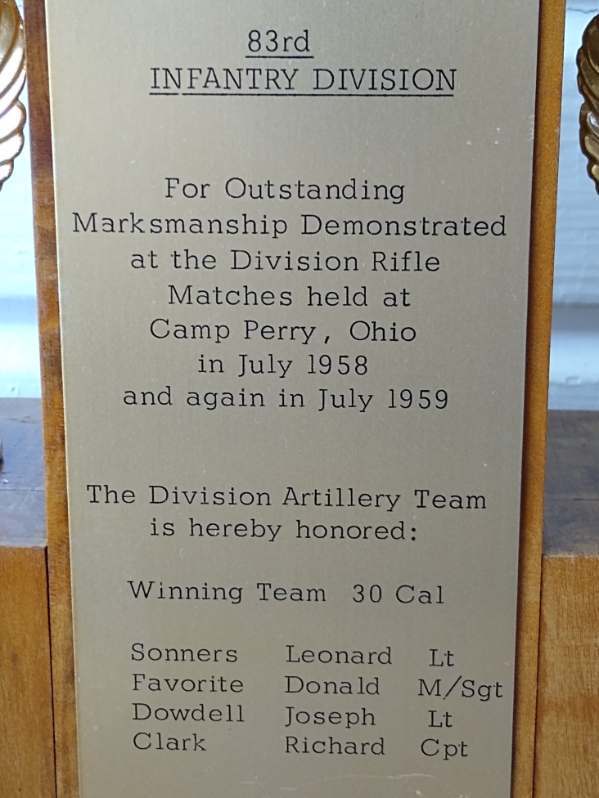 83rd
INFANTRY DIVISION
For Outstanding
Marksmanship Demonstrated
at the Division Rifle
Matches held at
Camp Perry, Ohio
in July 1958
and again in July 1959
The Division Artillery Team
is hereby honored:
Winning Team 30 Cal
Sonners Leonard Lt
Favorite Donald M/Sgt
Dowdell Joseph Lt
Clark Richard Cpt